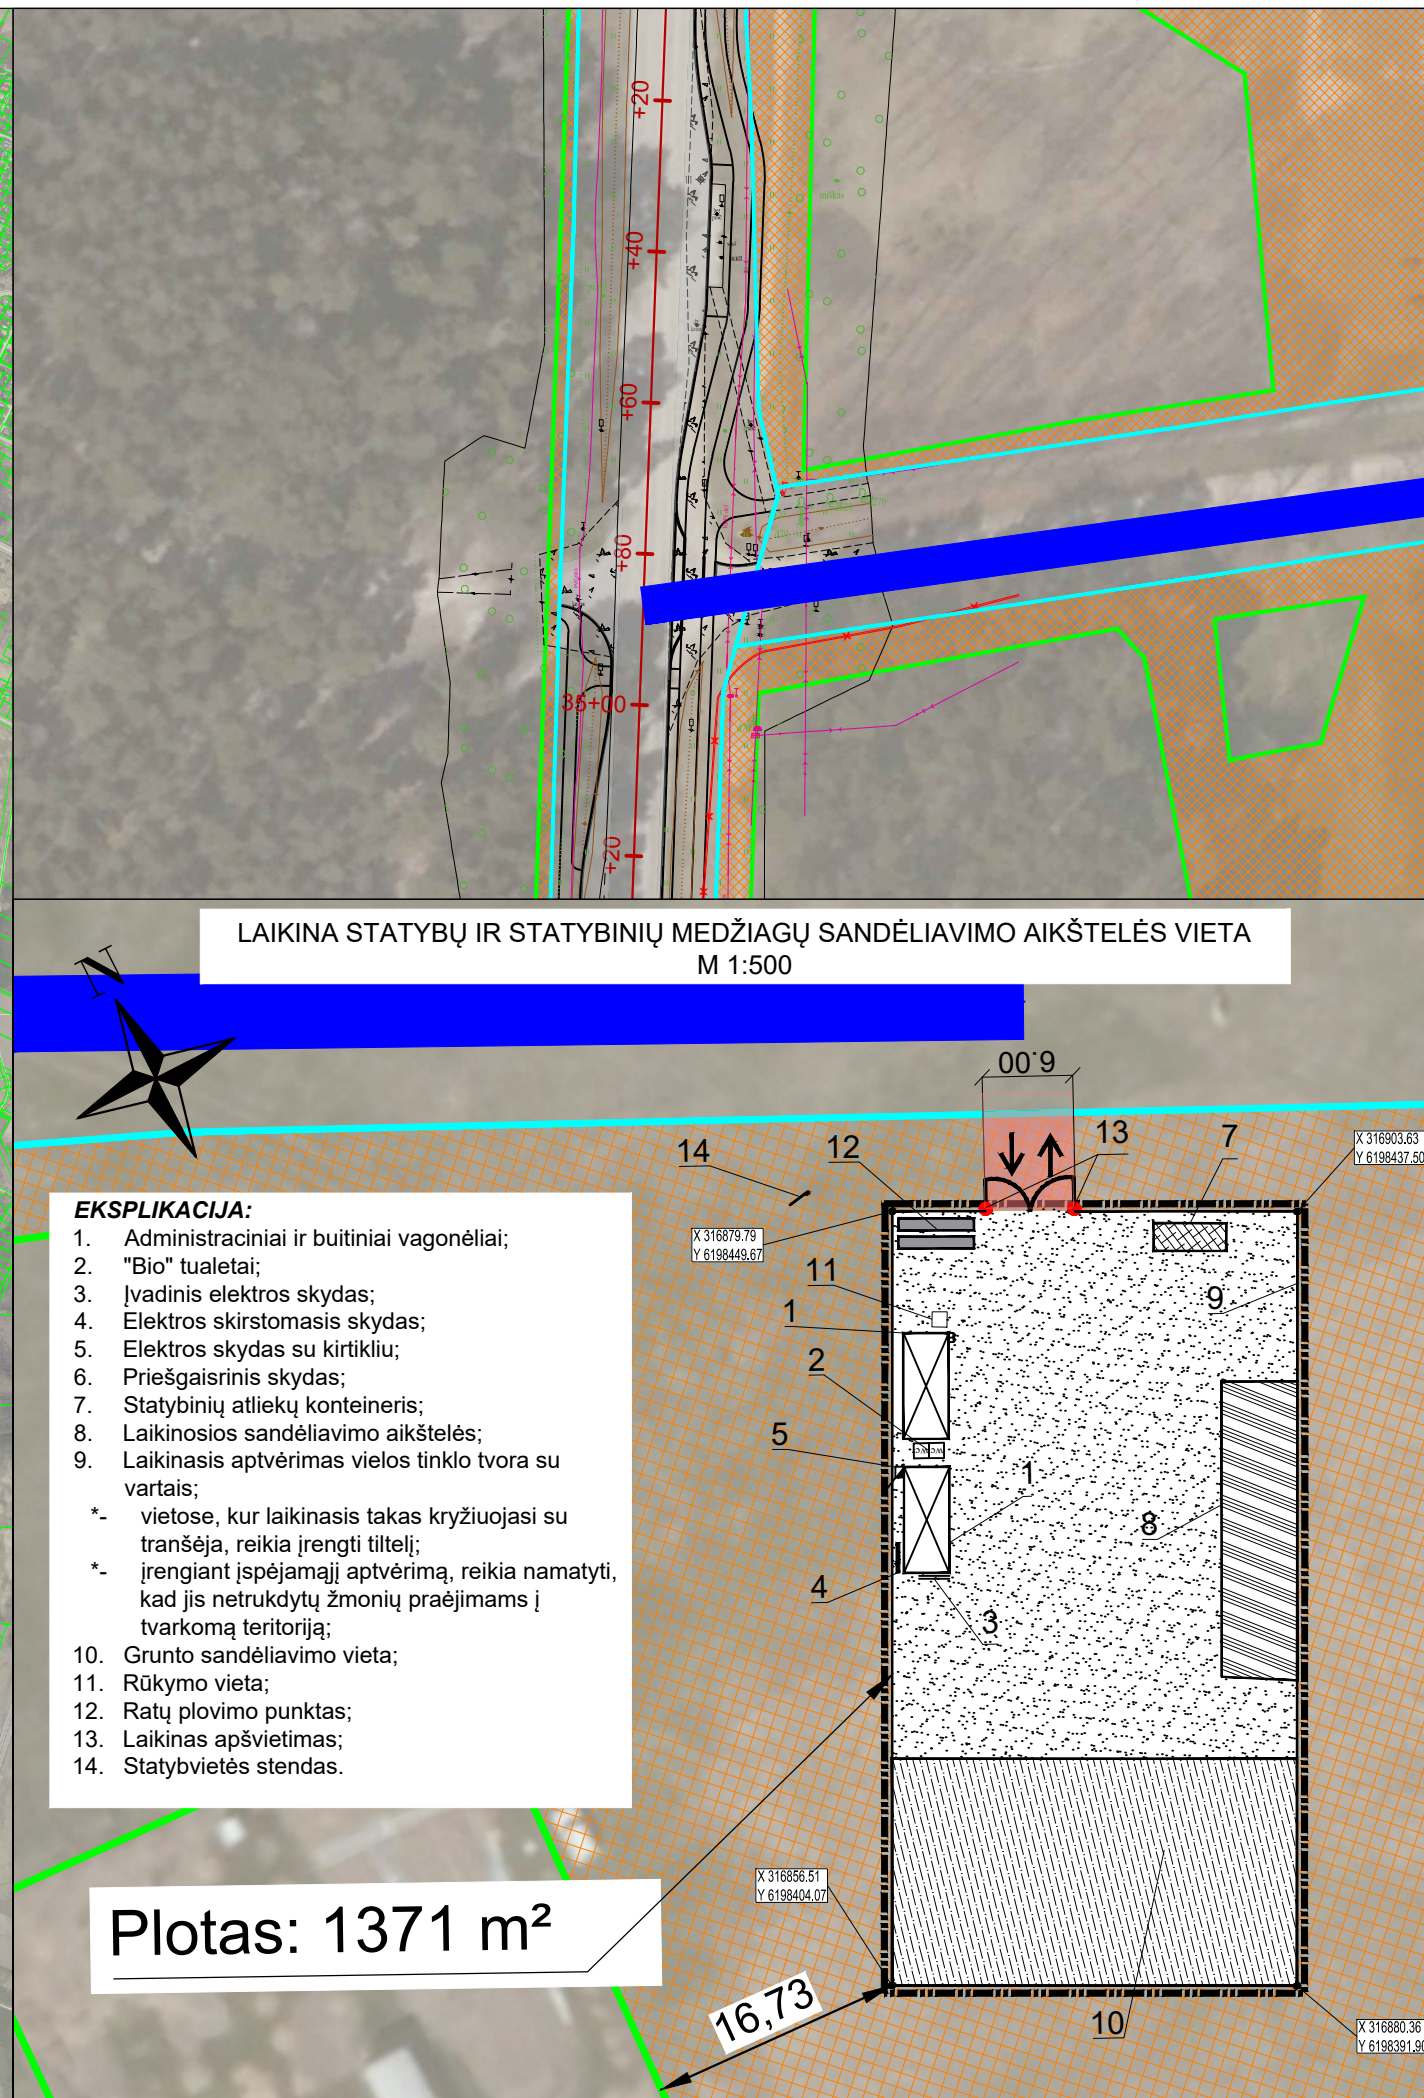 +20
+40
miškas
+60
+80
35+00
+20
LAIKINA STATYBŲ IR STATYBINIŲ MEDŽIAGŲ SANDĖLIAVIMO AIKŠTELĖS VIETA
M 1:500
N
6.00
14
12
13
7
X 316903.63
Y 6198437.50
X 316879.79
Y 6198449.67
EKSPLIKACIJA:
1. Administraciniai ir buitiniai vagonėliai;
2. "Bio" tualetai;
3. Įvadinis elektros skydas;
4. Elektros skirstomasis skydas;
5. Elektros skydas su kirtikliu;
6. Priešgaisrinis skydas;
7. Statybinių atliekų konteineris;
8. Laikinosios sandėliavimo aikštelės;
9. Laikinasis aptvėrimas vielos tinklo tvora su
vartais;
*- vietose, kur laikinasis takas kryžiuojasi su
tranšėja, reikia įrengti tiltelį;
*- įrengiant įspėjamąjį aptvėrimą, reikia namatyti,
kad jis netrukdytų žmonių praėjimams į
tvarkomą teritoriją;
10. Grunto sandėliavimo vieta;
11. Rūkymo vieta;
12. Ratų plovimo punktas;
13. Laikinas apšvietimas;
14. Statybvietės stendas.
11
9
1
2
5
1
8
4
3
X 316856.51
Y 6198404.07
Plotas: 1371 m²
16,73
10
X 316880.36
Y 6198391.90